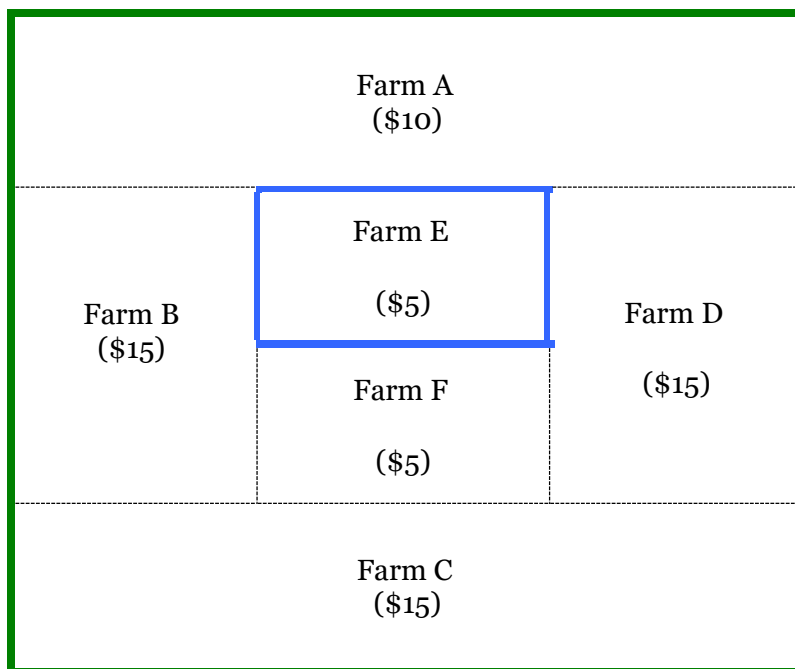 Farm A
($10)
Farm E
($5)
Farm B
($15)
Farm D
($15)
Farm F
($5)
Farm C
($15)